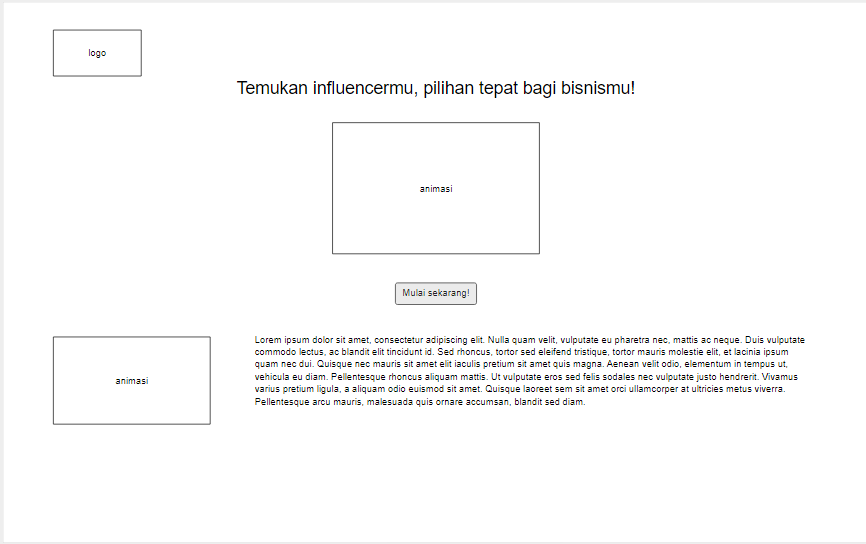 logo
Temukan influencermu, pilihan tepat bagi bisnismu!
animasi
Mulai sekarang!
animasi
Lorem ipsum dolor sit amet, consectetur adipiscing elit. Nulla quam velit, vulputate eu pharetra nec, mattis ac neque. Duis vulputate
commodo lectus, ac blandit elit tincidunt id. Sed rhoncus, tortor sed eleifend tristique, tortor mauris molestie elit, et lacinia ipsum
quam nec dui. Quisque nec mauris sit amet elit iaculis pretium sit amet quis magna. Aenean velit odio, elementum in tempus ut,
vehicula eu diam. Pellentesque rhoncus aliquam mattis. Ut vulputate eros sed felis sodales nec vulputate justo hendrerit. Vivamus
varius pretium ligula, a aliquam odio euismod sit amet. Quisque laoreet sem sit amet orci ullamcorper at ultricies metus viverra.
Pellentesque arcu mauris, malesuada quis ornare accumsan, blandit sed diam.